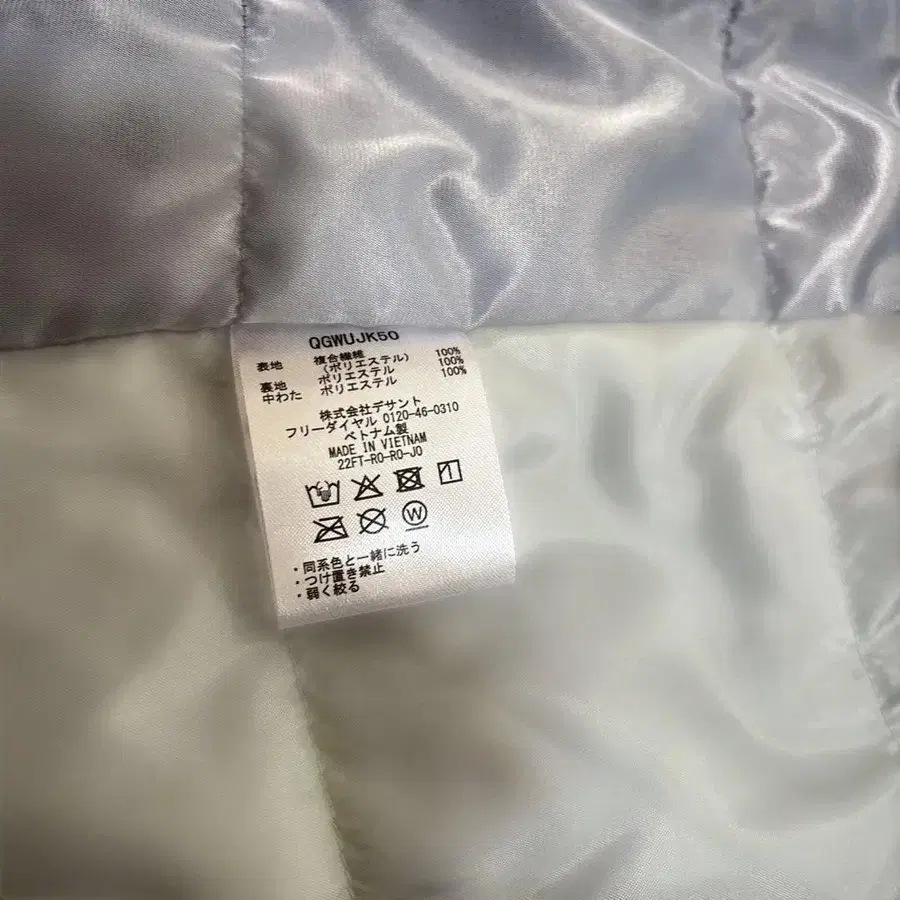 QGWUJK50
表地 複合繊維
(ポリエステル) 100%
裏地 ポリエステル 100%
中わた ポリエステル 100%
株式会社デサント
フリーダイヤル 0120-46-0310
ベトナム製
MADE IN VIETNAM
22FT-RO-RO-JO
W
・同系色と一緒に洗う
・つけ置き禁止
・弱く絞る